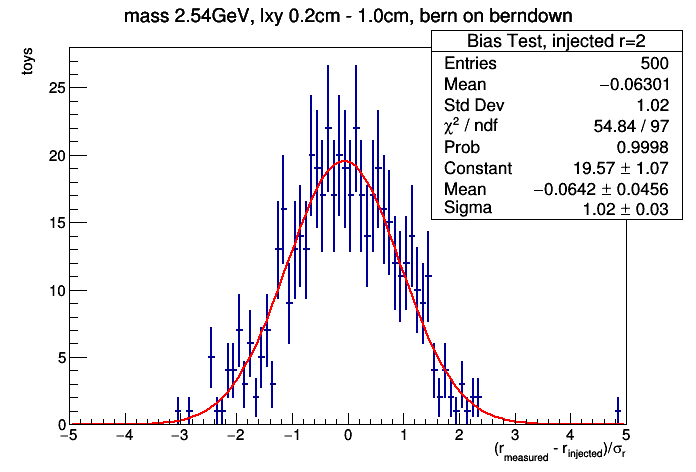 mass 2.54GeV, lxy 0.2cm - 1.0cm, bern on berndown
toys
Bias Test, injected r=2
Entries 500
Mean −0.06301
Std Dev 1.02
χ² / ndf 54.84 / 97
Prob 0.9998
Constant 19.57 ± 1.07
Mean −0.0642 ± 0.0456
Sigma 1.02 ± 0.03
25
20
15
10
5
0
−5 −4 −3 −2 −1 0 1 2 3 4 5
(r_measured - r_injected)/σ_r